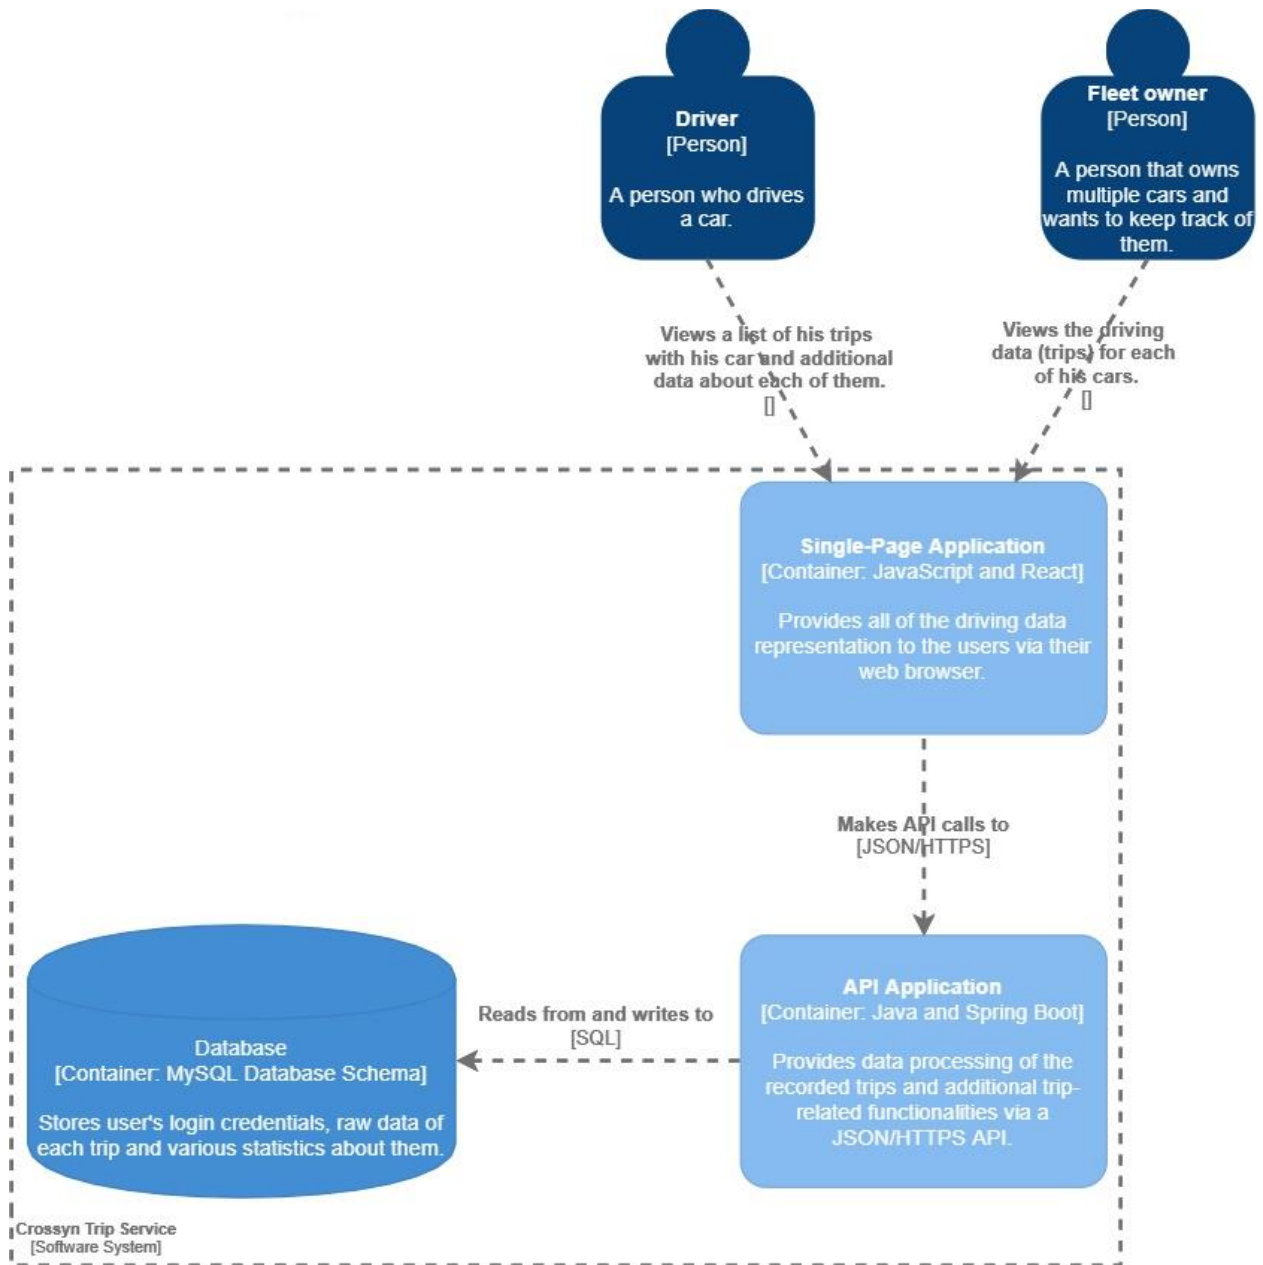 Driver
[Person]
A person who drives
a car.
Fleet owner
[Person]
A person that owns
multiple cars and
wants to keep track of
them.
Views a list of his trips
with his car and additional
data about each of them.
[]
Views the driving
data (trips) for each
of his cars.
[]
Single-Page Application
[Container: JavaScript and React]
Provides all of the driving data
representation to the users via their
web browser.
Makes API calls to
[JSON/HTTPS]
API Application
[Container: Java and Spring Boot]
Provides data processing of the
recorded trips and additional trip-
related functionalities via a
JSON/HTTPS API.
Reads from and writes to
[SQL]
Database
[Container: MySQL Database Schema]
Stores user's login credentials, raw data of
each trip and various statistics about them.
Crossyn Trip Service
[Software System]